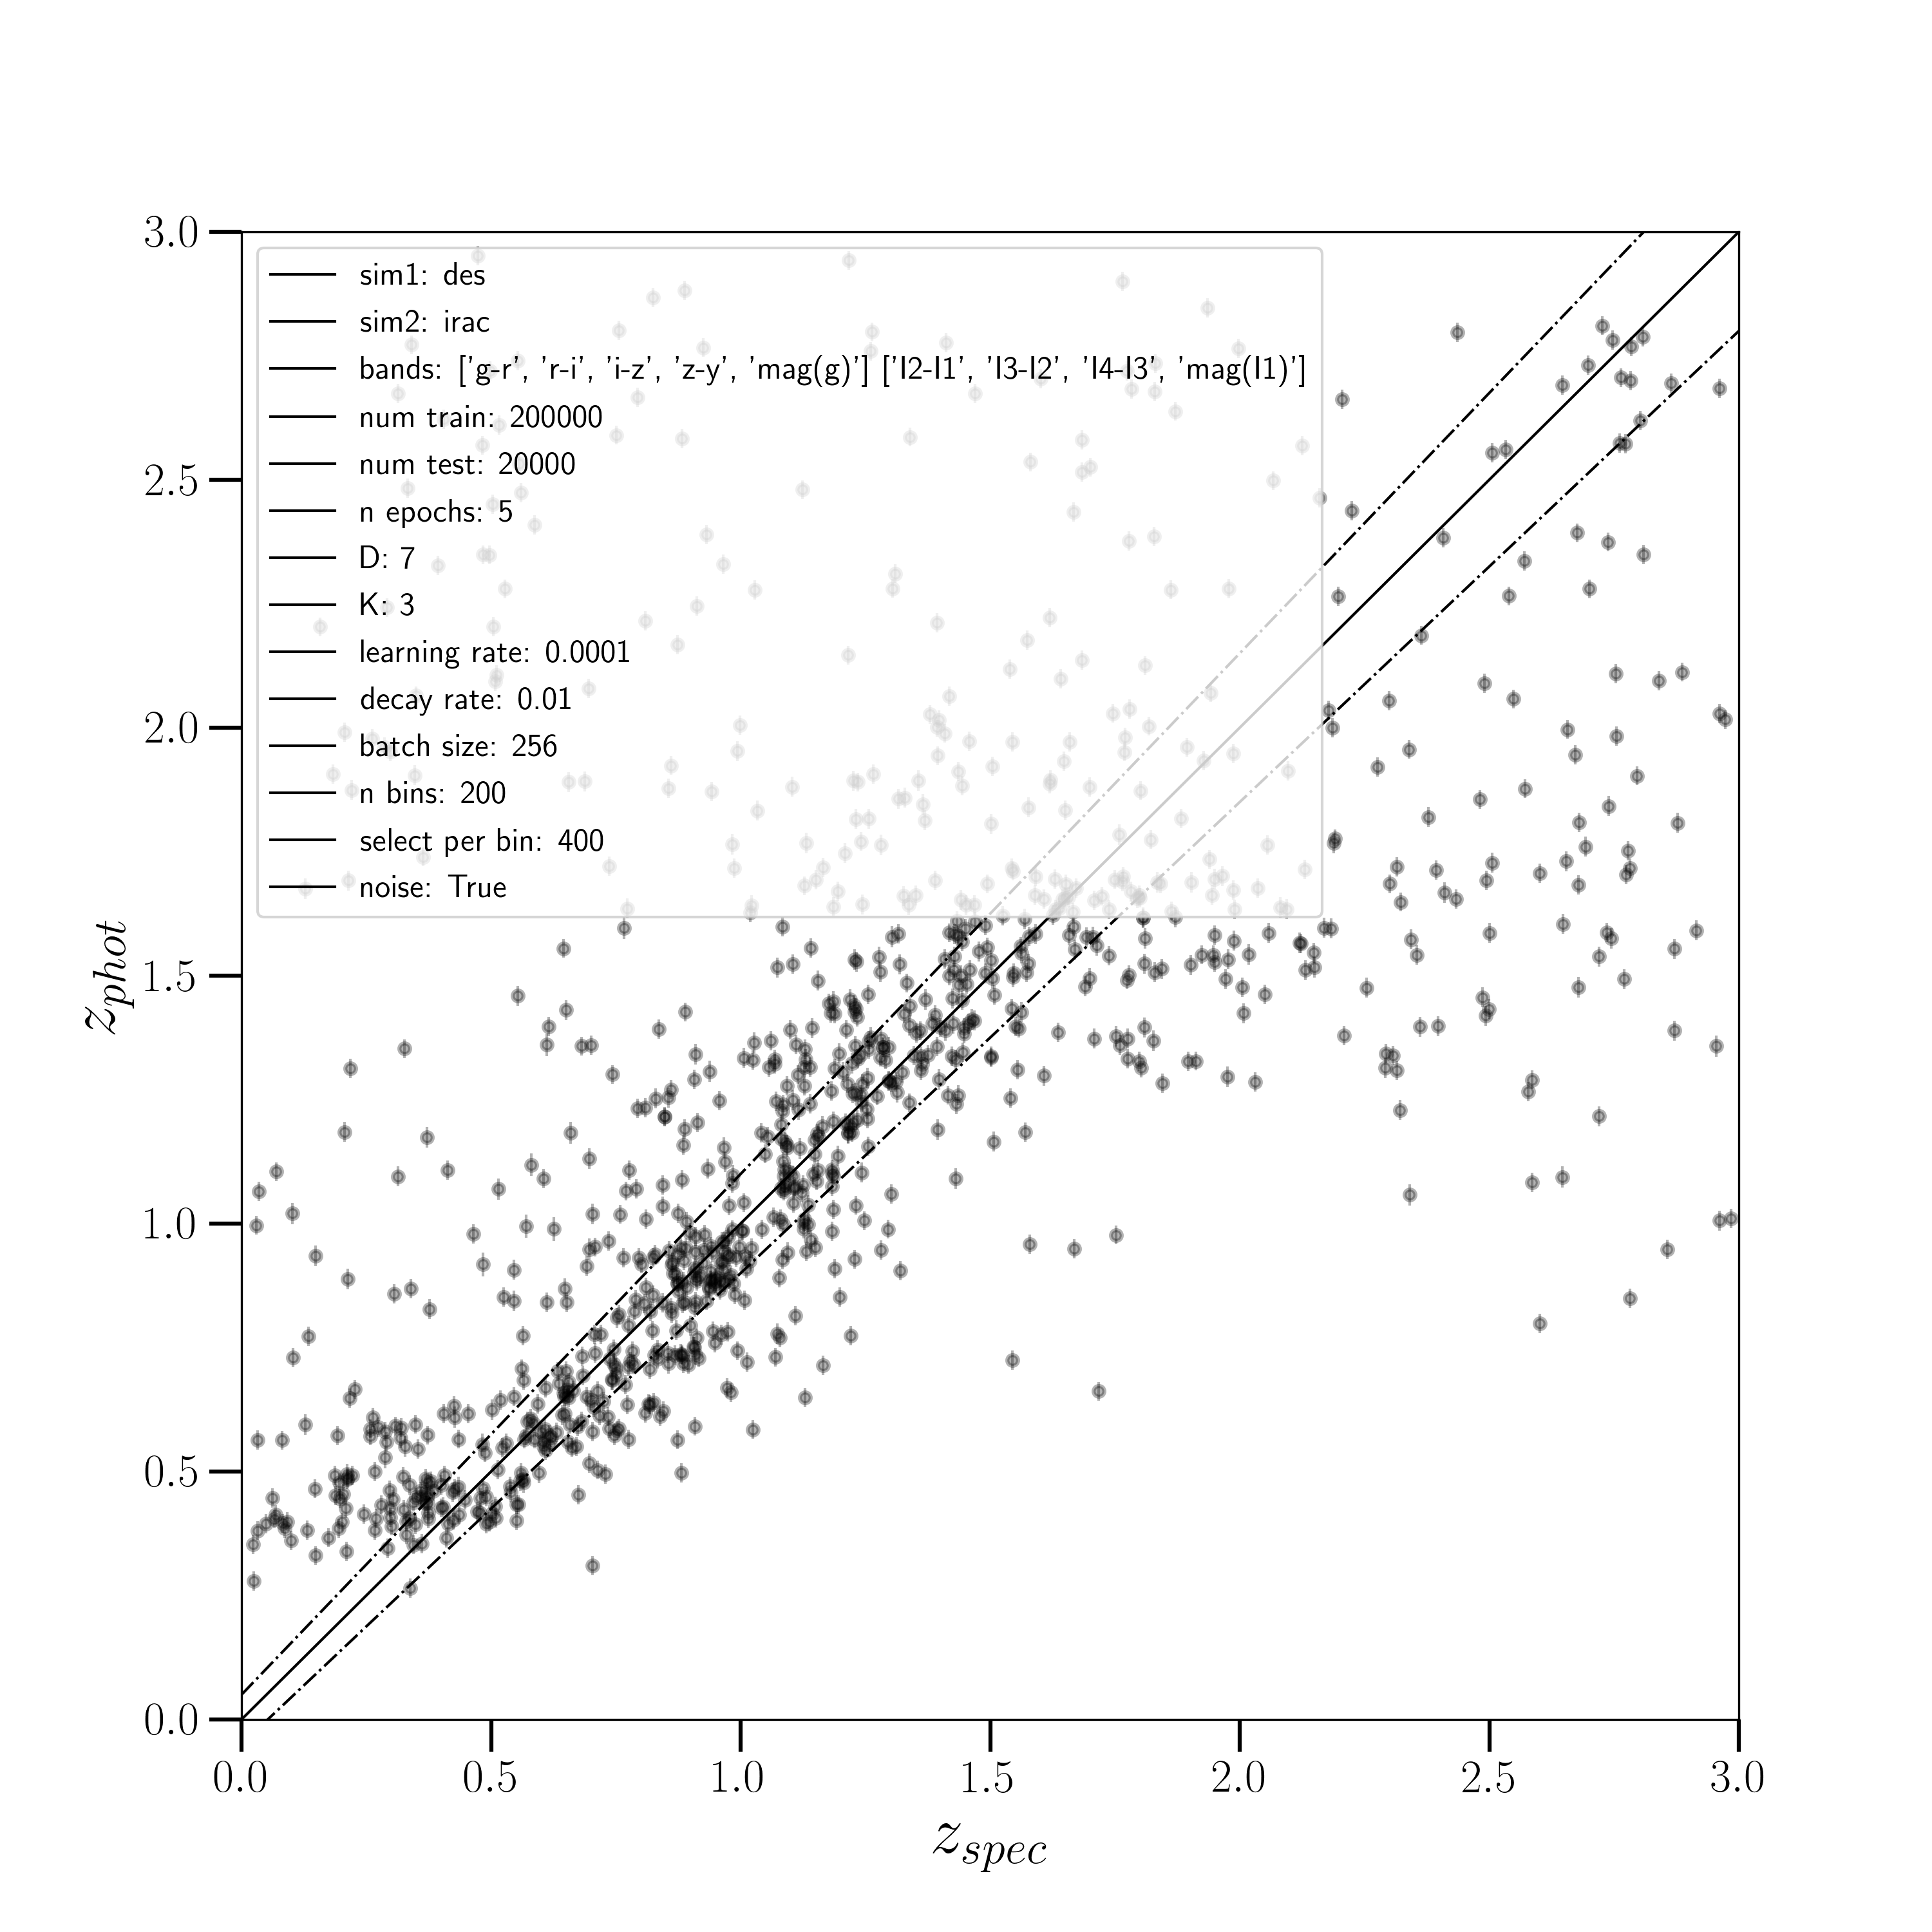 3.0
sim1: des
sim2: irac
bands: ['g-r', 'r-i', 'i-z', 'z-y', 'mag(g)'] ['I2-I1', 'I3-I2', 'I4-I3', 'mag(I1)']
num train: 200000
2.5
num test: 20000
n epochs: 5
D: 7
K: 3
learning rate: 0.0001
2.0
decay rate: 0.01
batch size: 256
n bins: 200
select per bin: 400
noise: True
1.5
z_phot
1.0
0.5
0.0
0.0 0.5 1.0 1.5 2.0 2.5 3.0
z_spec